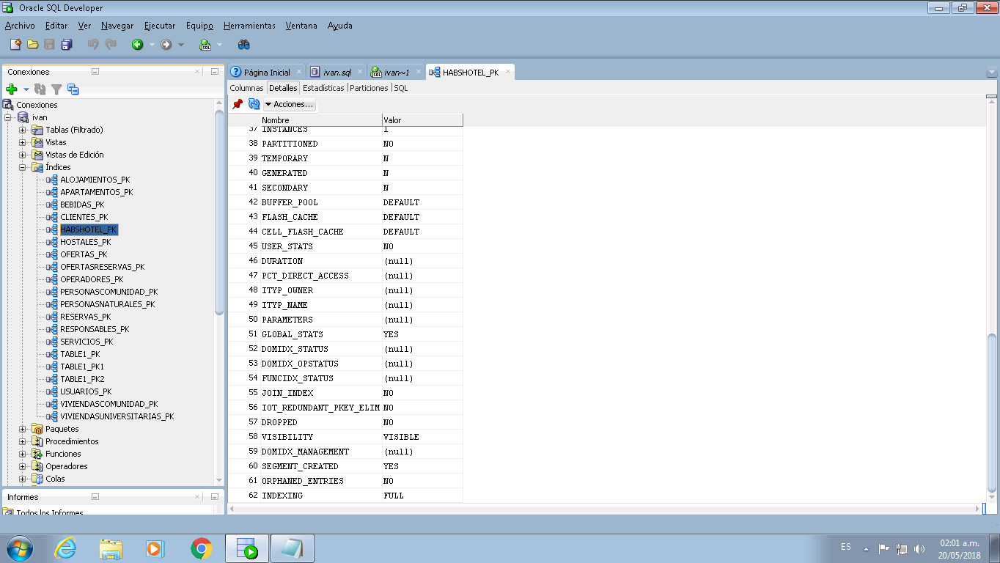 Oracle SQL Developer
Archivo Editar Ver Navegar Ejecutar Equipo Herramientas Ventana Ayuda
Conexiones
Conexiones
ivan
Tablas (Filtrado)
Vistas
Vistas de Edición
Índices
ALOJAMIENTOS_PK
APARTAMENTOS_PK
BEBIDAS_PK
CLIENTES_PK
HABSHOTEL_PK
HOSTALES_PK
OFERTAS_PK
OFERTASRESERVAS_PK
OPERADORES_PK
PERSONASCOMUNIDAD_PK
PERSONASNATURALES_PK
RESERVAS_PK
RESPONSABLES_PK
SERVICIOS_PK
TABLE1_PK
TABLE1_PK1
TABLE1_PK2
USUARIOS_PK
VIVIENDASCOMUNIDAD_PK
VIVIENDASUNIVERSITARIAS_PK
Paquetes
Procedimientos
Funciones
Operadores
Colas
Informes
Todos los Informes
Página Inicial ivan.sql ivan~1 HABSHOTEL_PK
Columnas Detalles Estadísticas Particiones SQL
Acciones...
Nombre Valor
37 INSTANCES 1
38 PARTITIONED NO
39 TEMPORARY N
40 GENERATED N
41 SECONDARY N
42 BUFFER_POOL DEFAULT
43 FLASH_CACHE DEFAULT
44 CELL_FLASH_CACHE DEFAULT
45 USER_STATS NO
46 DURATION (null)
47 PCT_DIRECT_ACCESS (null)
48 ITYP_OWNER (null)
49 ITYP_NAME (null)
50 PARAMETERS (null)
51 GLOBAL_STATS YES
52 DOMIDX_STATUS (null)
53 DOMIDX_OPSTATUS (null)
54 FUNCIDX_STATUS (null)
55 JOIN_INDEX NO
56 IOT_REDUNDANT_PKEY_ELIM NO
57 DROPPED NO
58 VISIBILITY VISIBLE
59 DOMIDX_MANAGEMENT (null)
60 SEGMENT_CREATED YES
61 ORPHANED_ENTRIES NO
62 INDEXING FULL
ES
02:01 a.m.
20/05/2018